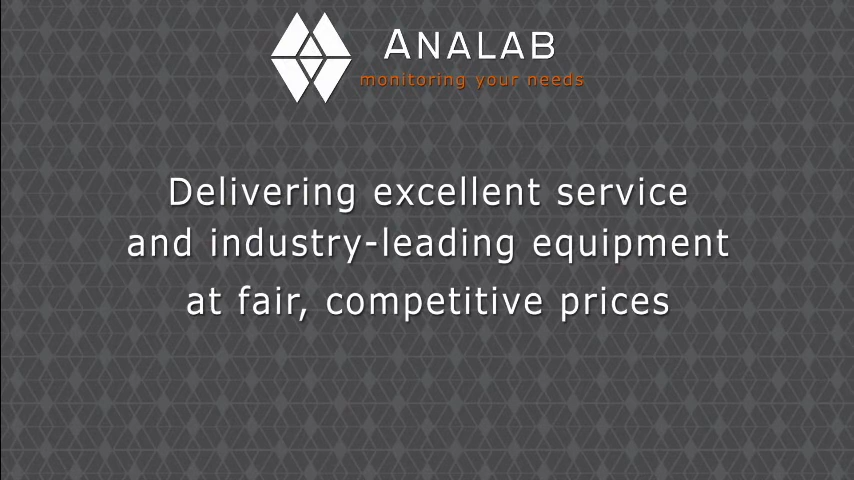 ANALAB
monitoring your needs
Delivering excellent service
and industry-leading equipment
at fair, competitive prices